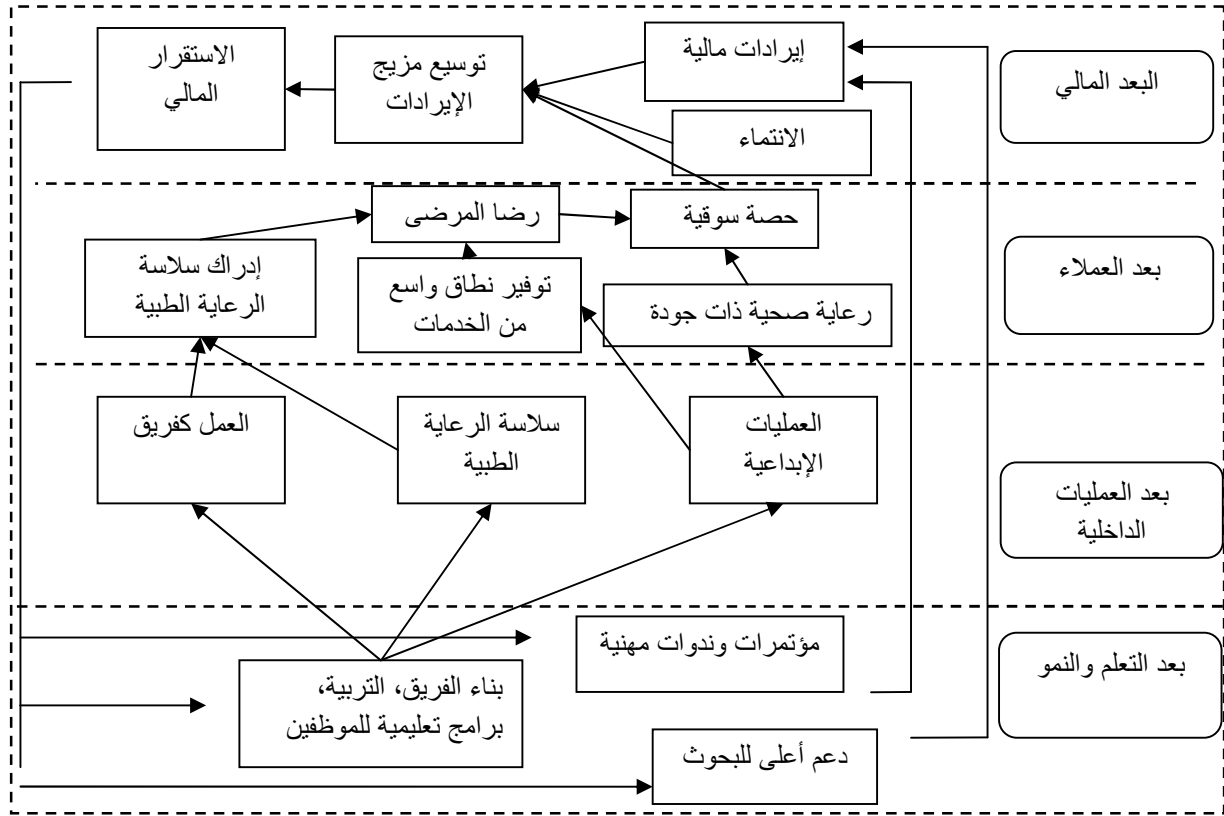 البعد المالي
إيرادات مالية
توسيع مزيج
الإيرادات
الاستقرار
المالي
الانتماء
بعد العملاء
حصة سوقية
رضا المرضى
إدراك سلاسة
الرعاية الطبية
توفير نطاق واسع
من الخدمات
رعاية صحية ذات جودة
بعد العمليات
الداخلية
العمليات
الإبداعية
سلاسة الرعاية
الطبية
العمل كفريق
بعد التعلم والنمو
مؤتمرات وندوات مهنية
بناء الفريق، التربية،
برامج تعليمية للموظفين
دعم أعلى للبحوث